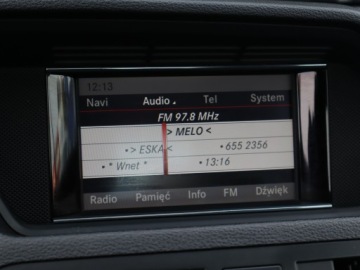 12:13
Navi Audio Tel System
FM 97.8 MHz
> MELO <
•> ESKA < •655 2356
•* Wnet * •13:16
Radio Pamięć Info FM Dźwięk